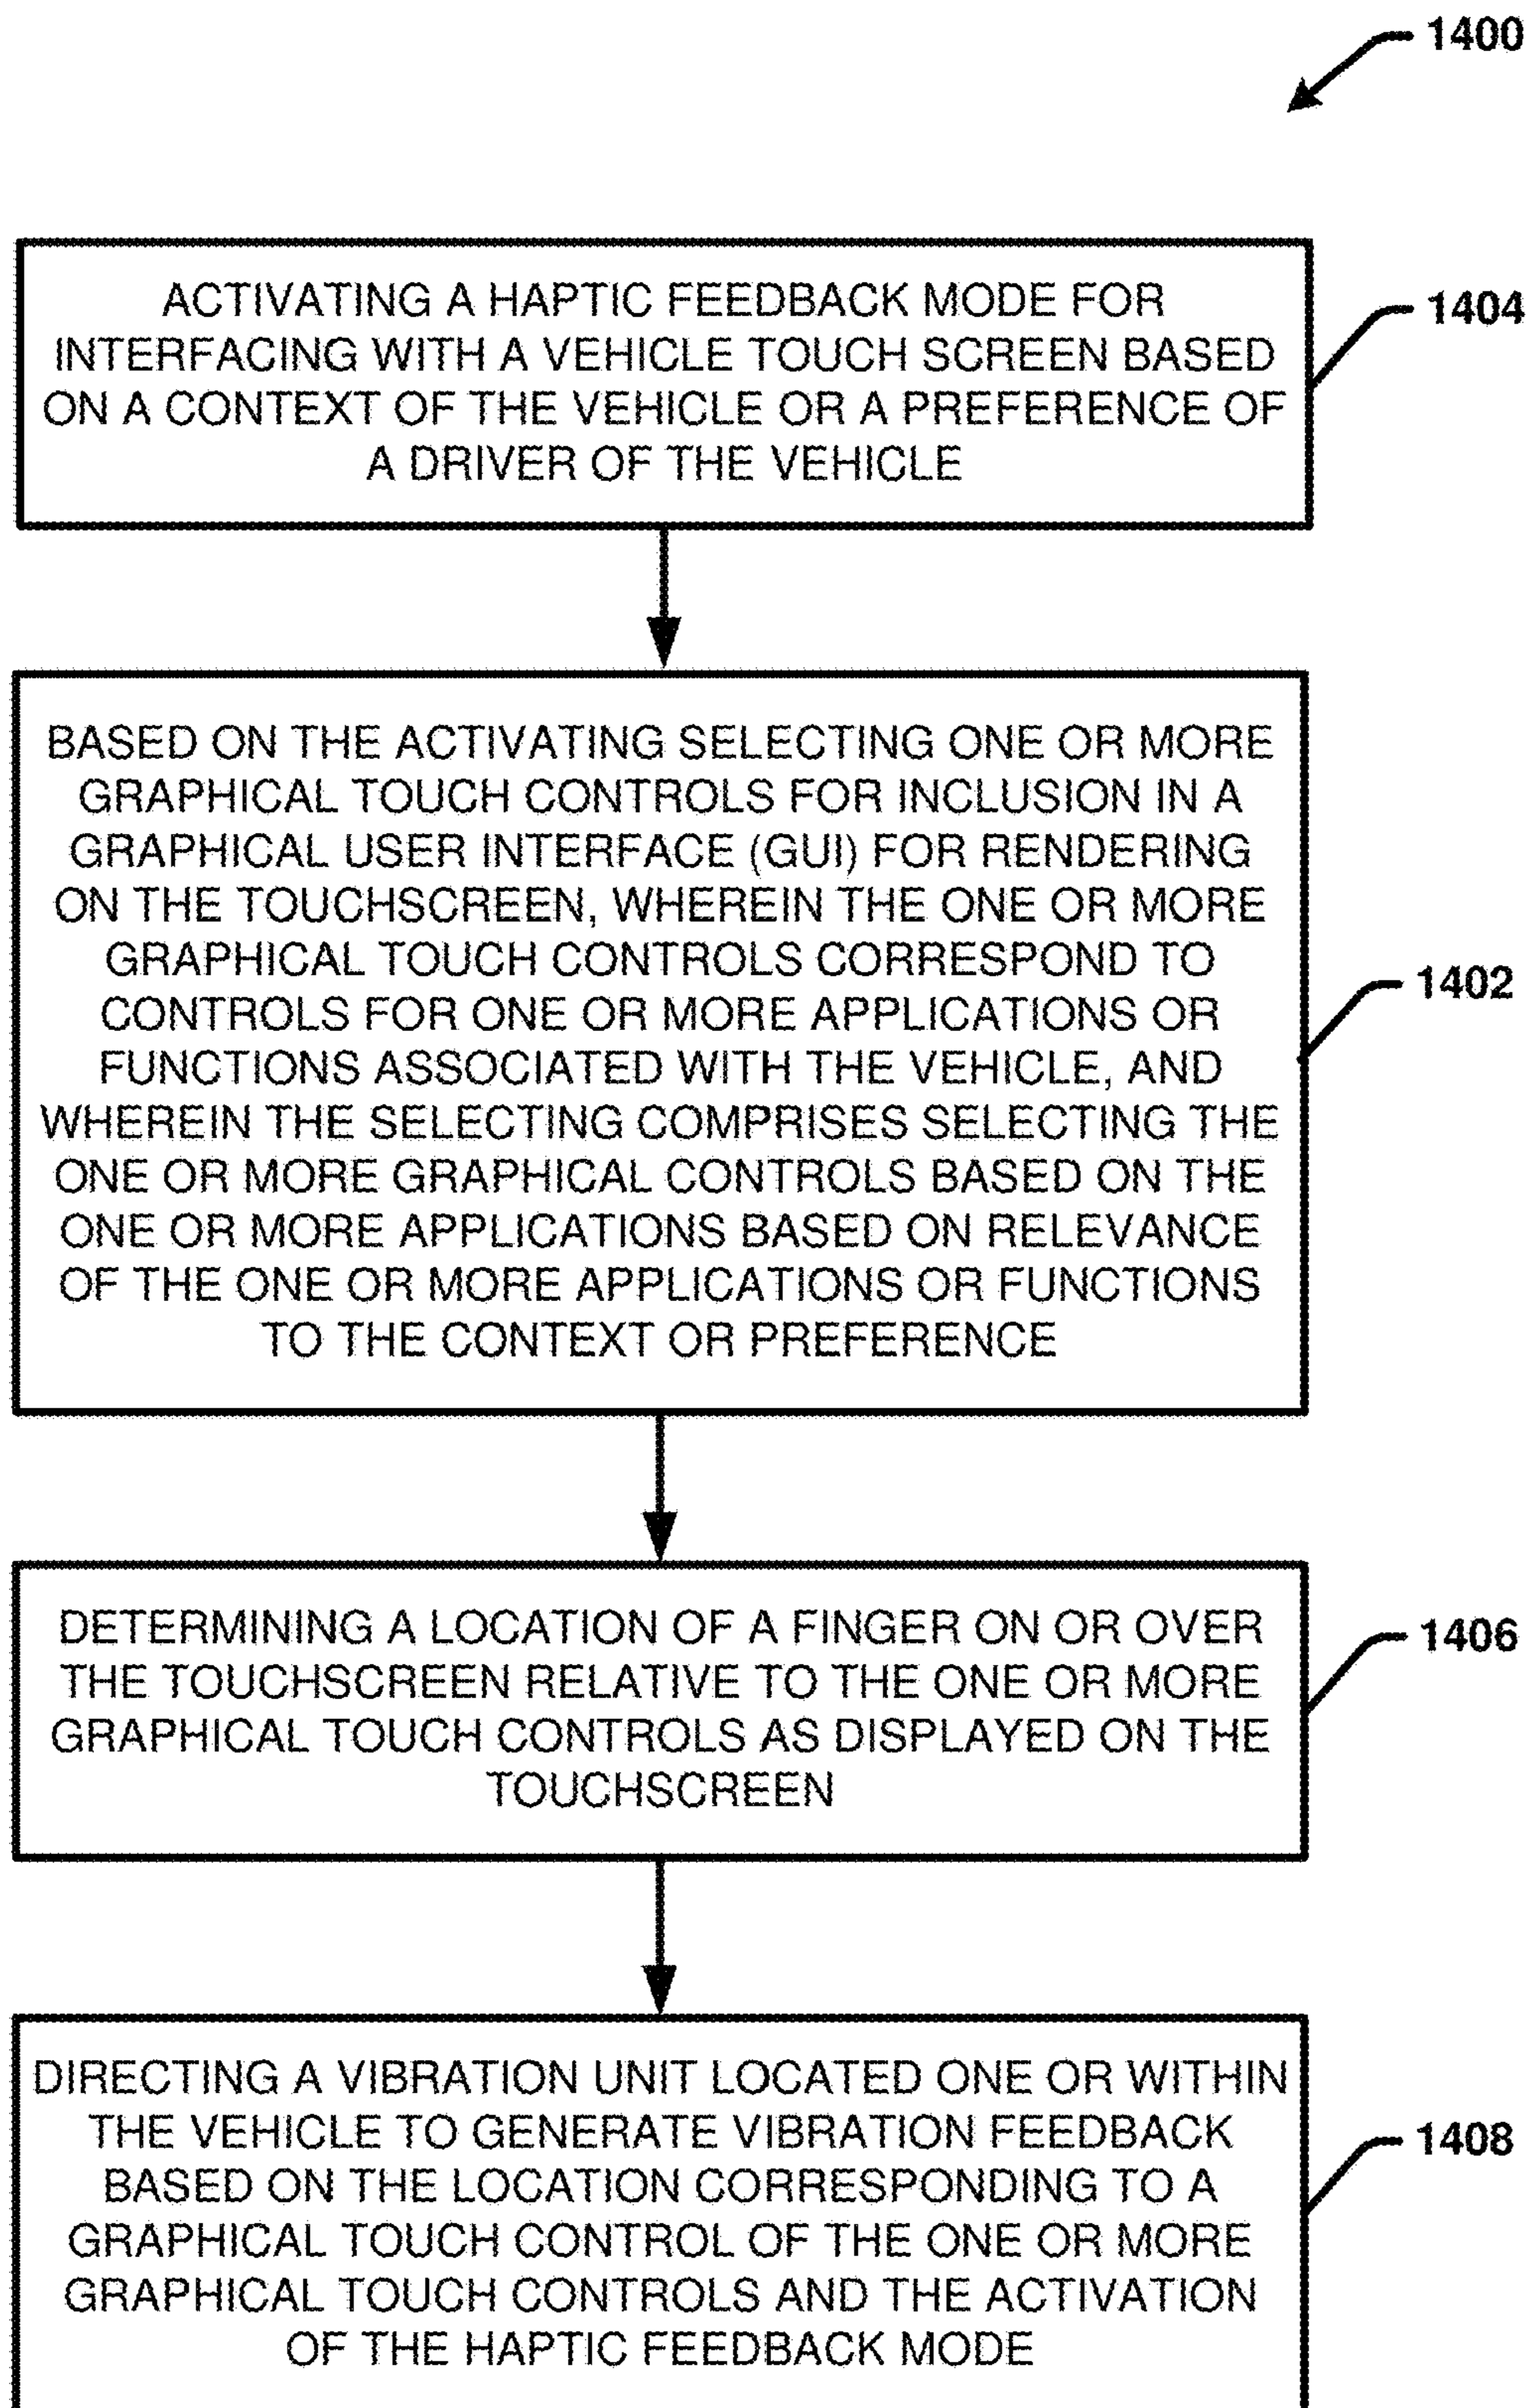 1400
ACTIVATING A HAPTIC FEEDBACK MODE FOR
INTERFACING WITH A VEHICLE TOUCH SCREEN BASED
ON A CONTEXT OF THE VEHICLE OR A PREFERENCE OF
A DRIVER OF THE VEHICLE
1404
BASED ON THE ACTIVATING SELECTING ONE OR MORE
GRAPHICAL TOUCH CONTROLS FOR INCLUSION IN A
GRAPHICAL USER INTERFACE (GUI) FOR RENDERING
ON THE TOUCHSCREEN, WHEREIN THE ONE OR MORE
GRAPHICAL TOUCH CONTROLS CORRESPOND TO
CONTROLS FOR ONE OR MORE APPLICATIONS OR
FUNCTIONS ASSOCIATED WITH THE VEHICLE, AND
WHEREIN THE SELECTING COMPRISES SELECTING THE
ONE OR MORE GRAPHICAL CONTROLS BASED ON THE
ONE OR MORE APPLICATIONS BASED ON RELEVANCE
OF THE ONE OR MORE APPLICATIONS OR FUNCTIONS
TO THE CONTEXT OR PREFERENCE
1402
DETERMINING A LOCATION OF A FINGER ON OR OVER
THE TOUCHSCREEN RELATIVE TO THE ONE OR MORE
GRAPHICAL TOUCH CONTROLS AS DISPLAYED ON THE
TOUCHSCREEN
1406
DIRECTING A VIBRATION UNIT LOCATED ONE OR WITHIN
THE VEHICLE TO GENERATE VIBRATION FEEDBACK
BASED ON THE LOCATION CORRESPONDING TO A
GRAPHICAL TOUCH CONTROL OF THE ONE OR MORE
GRAPHICAL TOUCH CONTROLS AND THE ACTIVATION
OF THE HAPTIC FEEDBACK MODE
1408